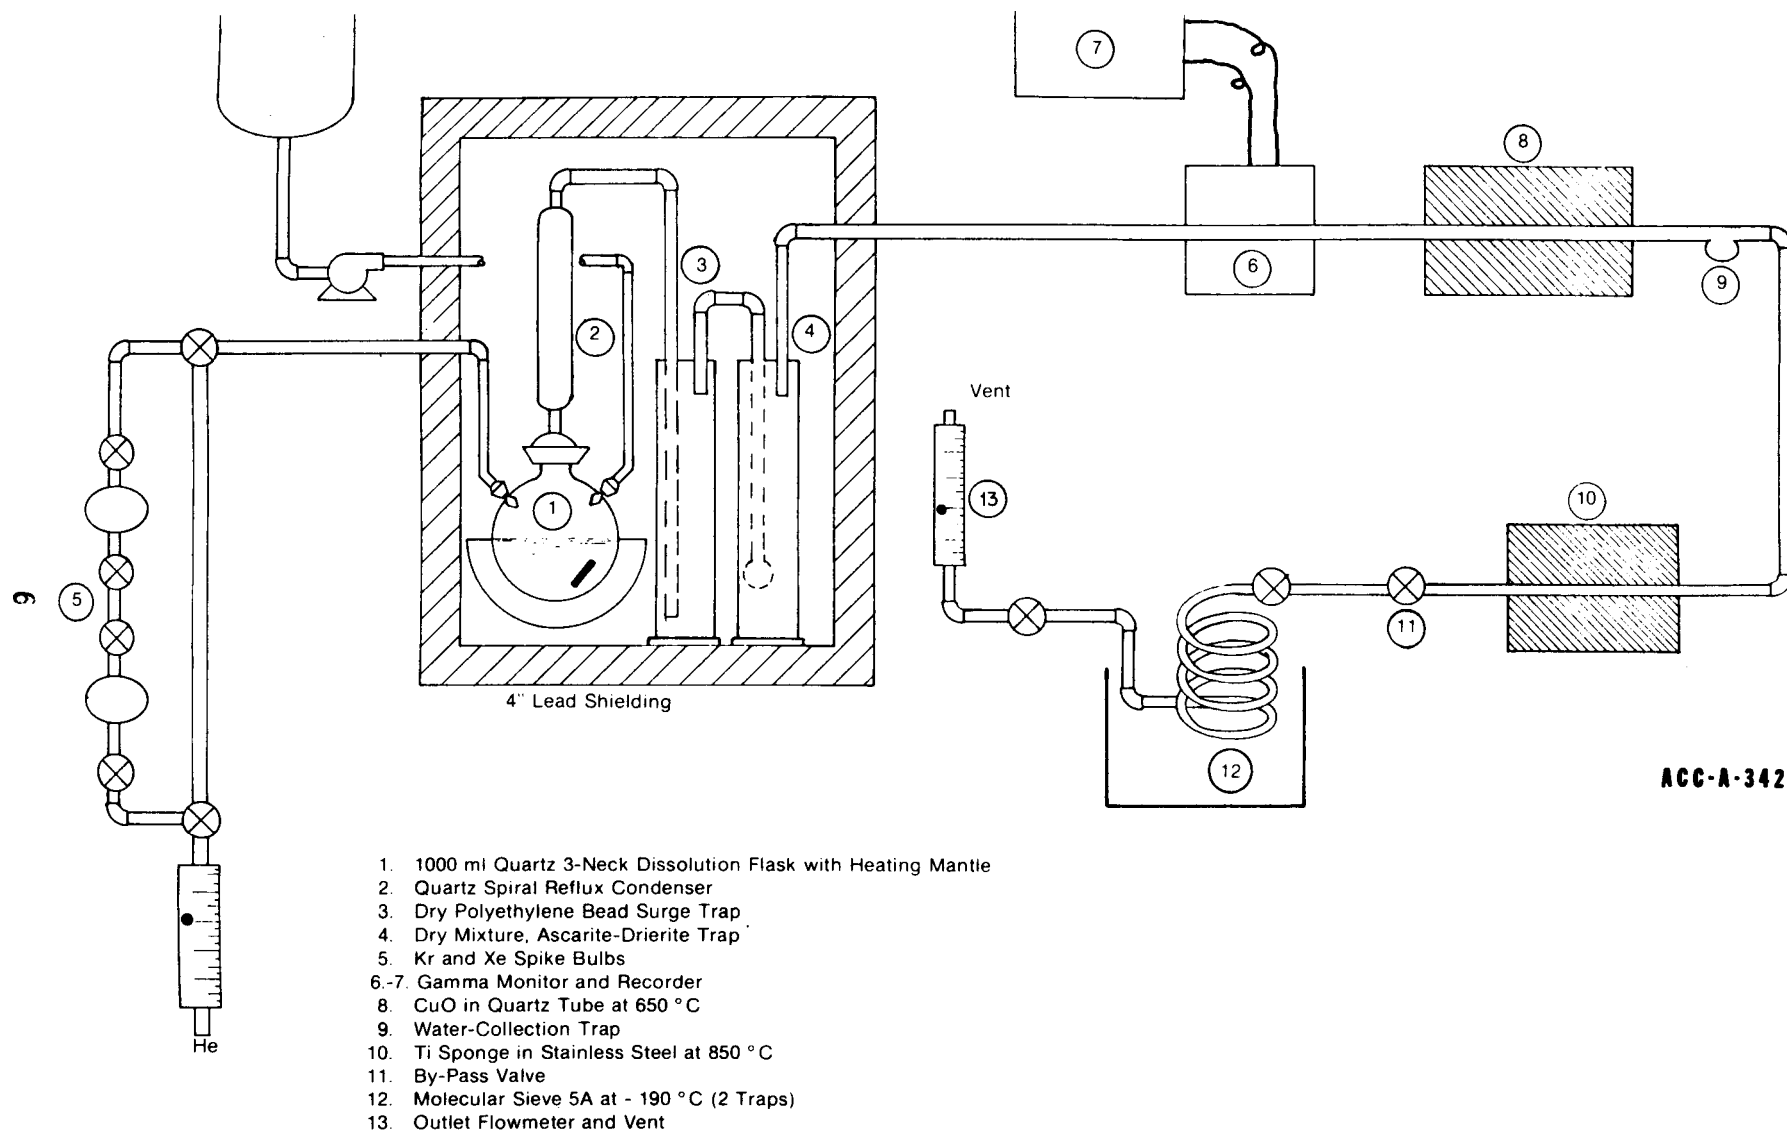 7
8
3
6
9
2
4
Vent
13
10
1
5
11
9
4" Lead Shielding
12
ACC-A-342
1. 1000 ml Quartz 3-Neck Dissolution Flask with Heating Mantle
2. Quartz Spiral Reflux Condenser
3. Dry Polyethylene Bead Surge Trap
4. Dry Mixture, Ascarite-Drierite Trap
5. Kr and Xe Spike Bulbs
6.-7. Gamma Monitor and Recorder
8. CuO in Quartz Tube at 650 °C
9. Water-Collection Trap
10. Ti Sponge in Stainless Steel at 850 °C
11. By-Pass Valve
12. Molecular Sieve 5A at - 190 °C (2 Traps)
13. Outlet Flowmeter and Vent
He